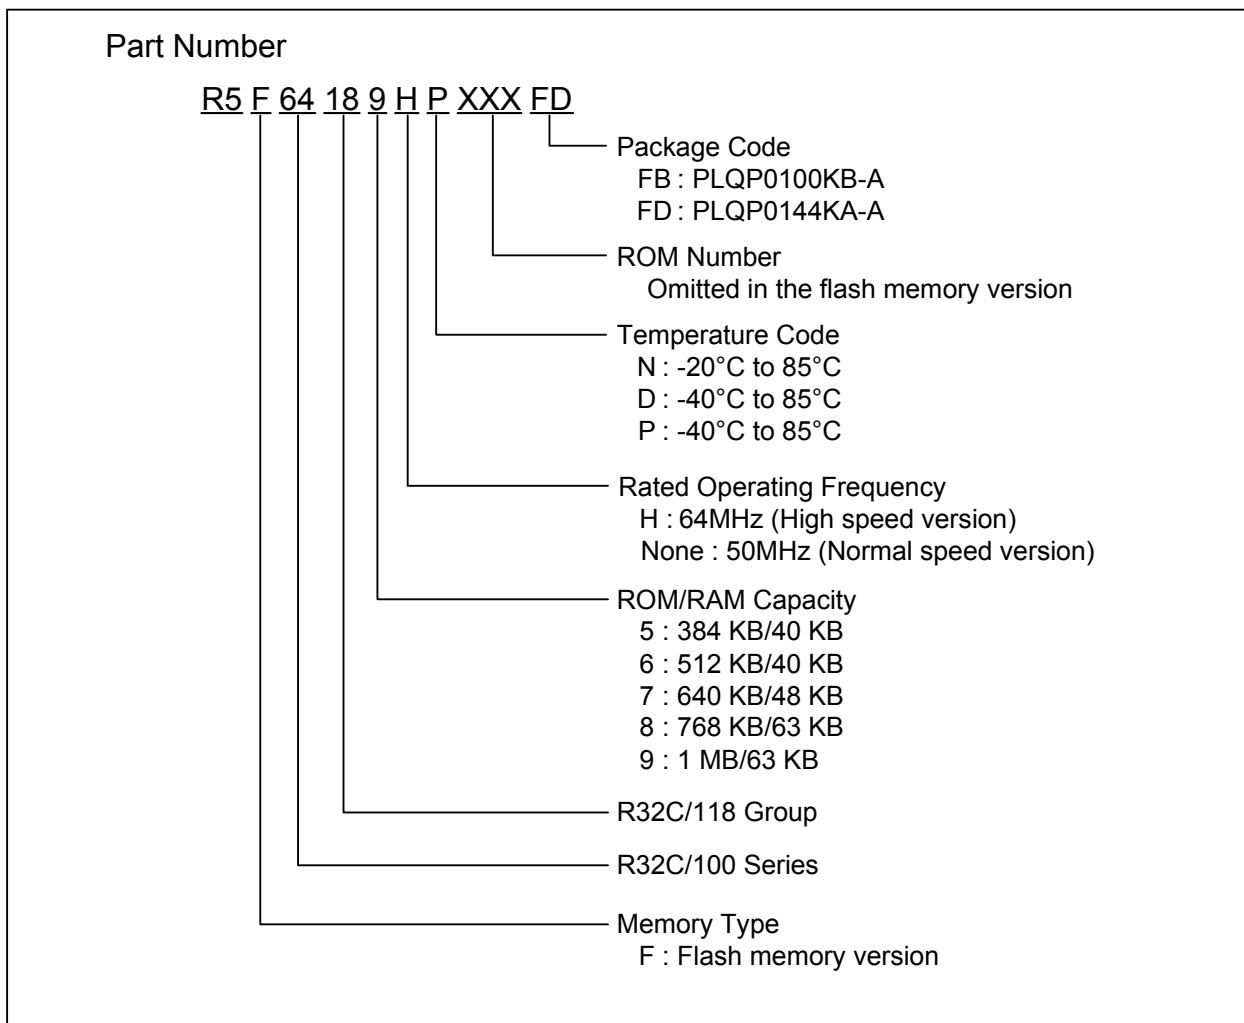 Part Number
R5 F 64 18 9 H P XXX FD
Package Code
FB : PLQP0100KB-A
FD : PLQP0144KA-A
ROM Number
Omitted in the flash memory version
Temperature Code
N : -20°C to 85°C
D : -40°C to 85°C
P : -40°C to 85°C
Rated Operating Frequency
H : 64MHz (High speed version)
None : 50MHz (Normal speed version)
ROM/RAM Capacity
5 : 384 KB/40 KB
6 : 512 KB/40 KB
7 : 640 KB/48 KB
8 : 768 KB/63 KB
9 : 1 MB/63 KB
R32C/118 Group
R32C/100 Series
Memory Type
F : Flash memory version